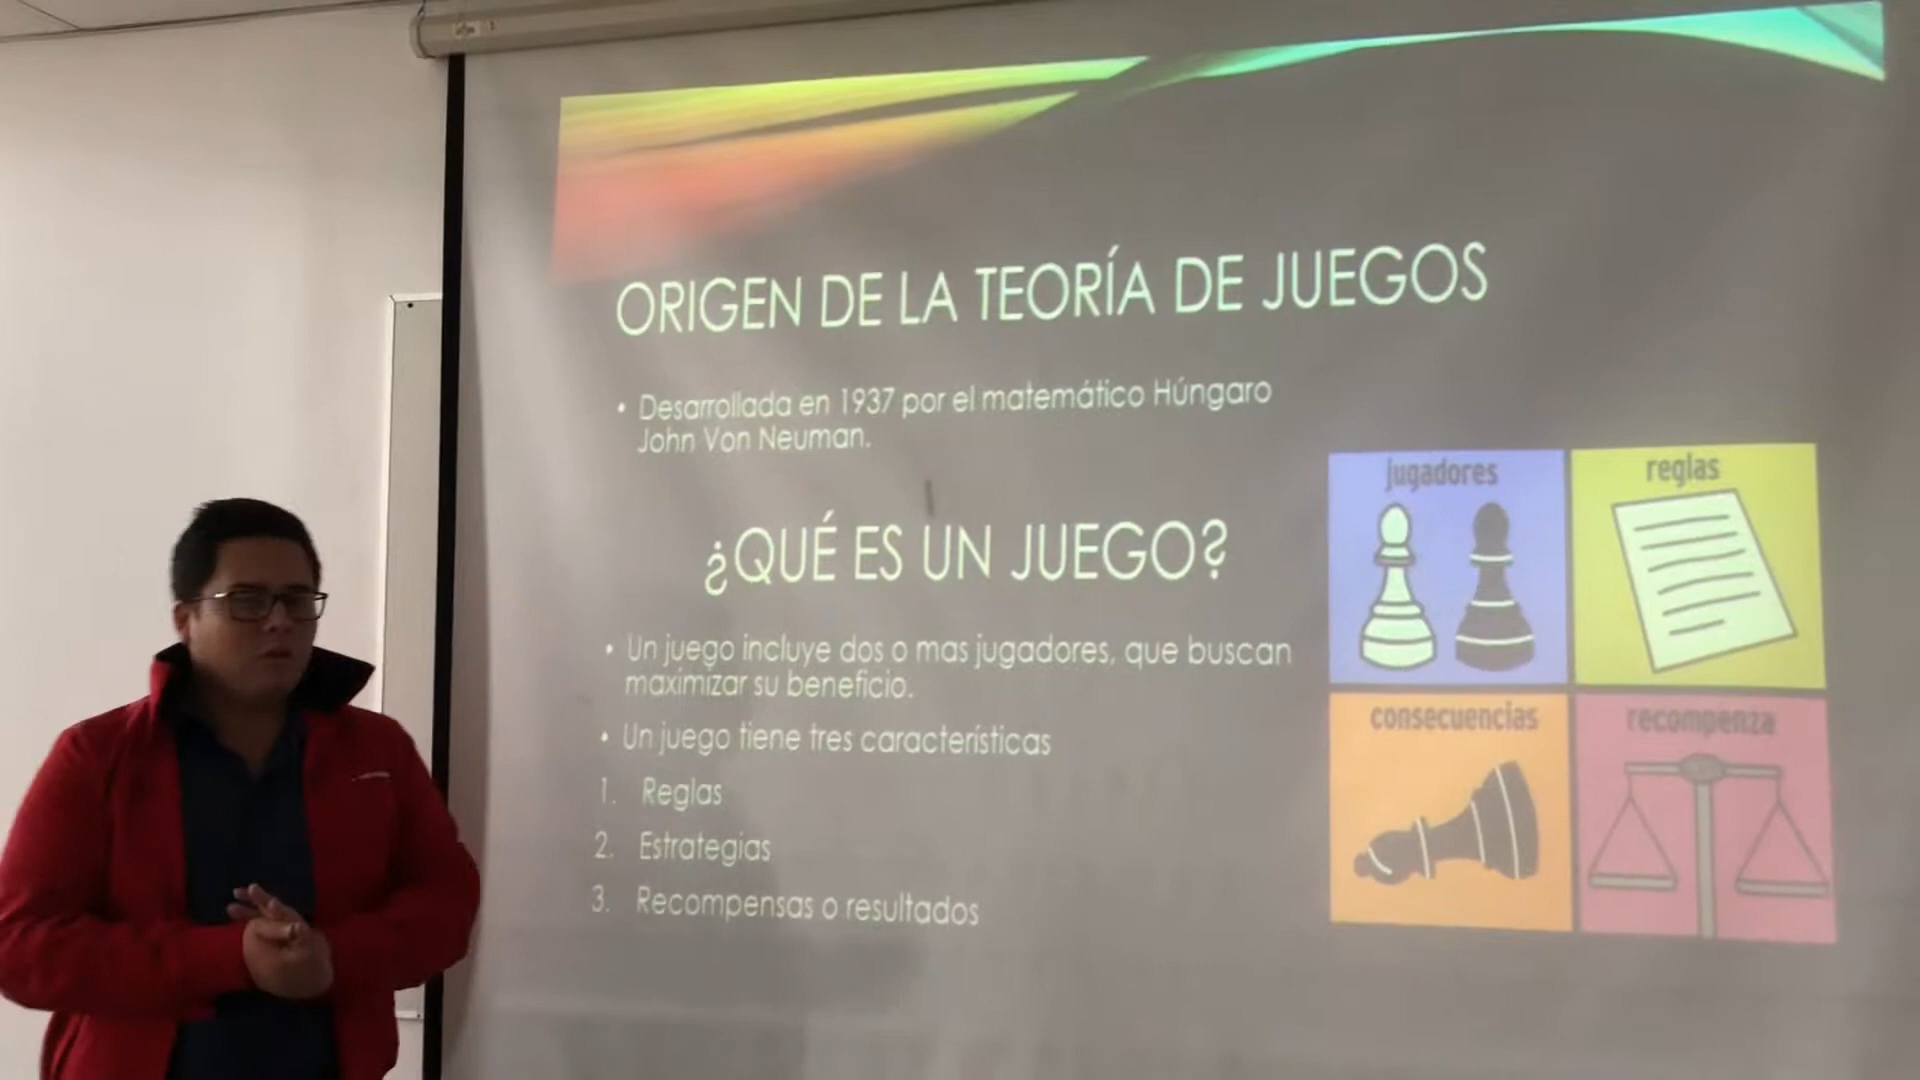 ORIGEN DE LA TEORÍA DE JUEGOS
• Desarrollada en 1937 por el matemático Húngaro
John Von Neuman.
¿QUÉ ES UN JUEGO?
• Un juego incluye dos o mas jugadores, que buscan
maximizar su beneficio.
• Un juego tiene tres características
1. Reglas
2. Estrategias
3. Recompensas o resultados
jugadores
reglas
consecuencias
recompenza